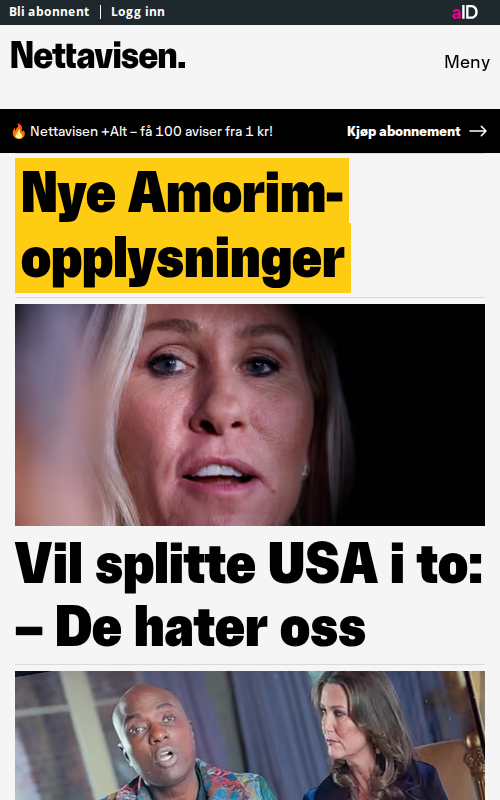 Bli abonnent | Logg inn
aID
Nettavisen.
Meny
🔥 Nettavisen +Alt – få 100 aviser fra 1 kr!
Kjøp abonnement →
Nye Amorim-
opplysninger
Vil splitte USA i to:
– De hater oss